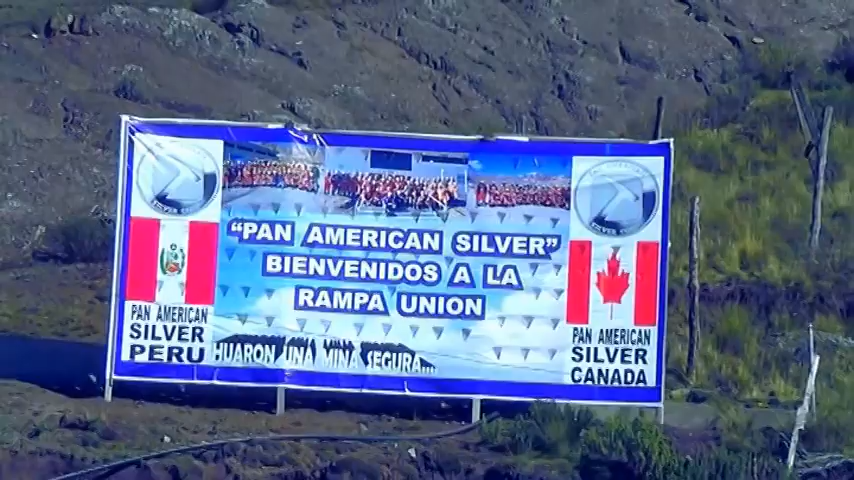 “PAN AMERICAN SILVER”
BIENVENIDOS A LA
RAMPA UNION
PAN AMERICAN
SILVER
PERU
HUARON UNA MINA SEGURA...
PAN AMERICAN
SILVER
CANADA